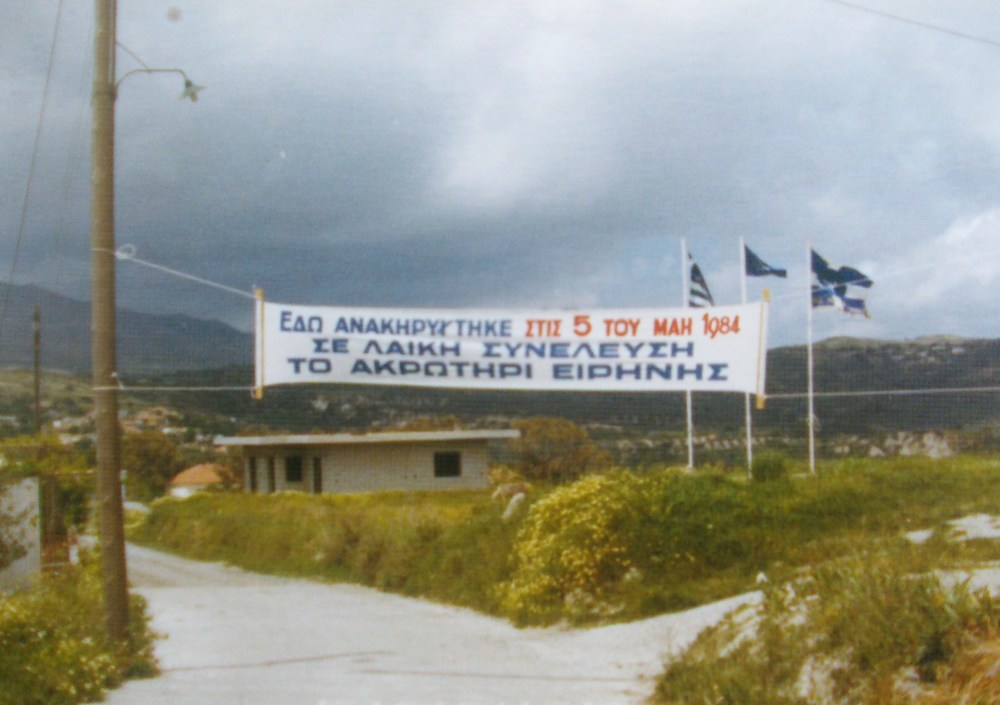 ΕΔΩ ΑΝΑΚΗΡΥΧΤΗΚΕ ΣΤΙΣ 5 ΤΟΥ ΜΑΗ 1984
ΣΕ ΛΑΙΚΗ ΣΥΝΕΛΕΥΣΗ
ΤΟ ΑΚΡΩΤΗΡΙ ΕΙΡΗΝΗΣ